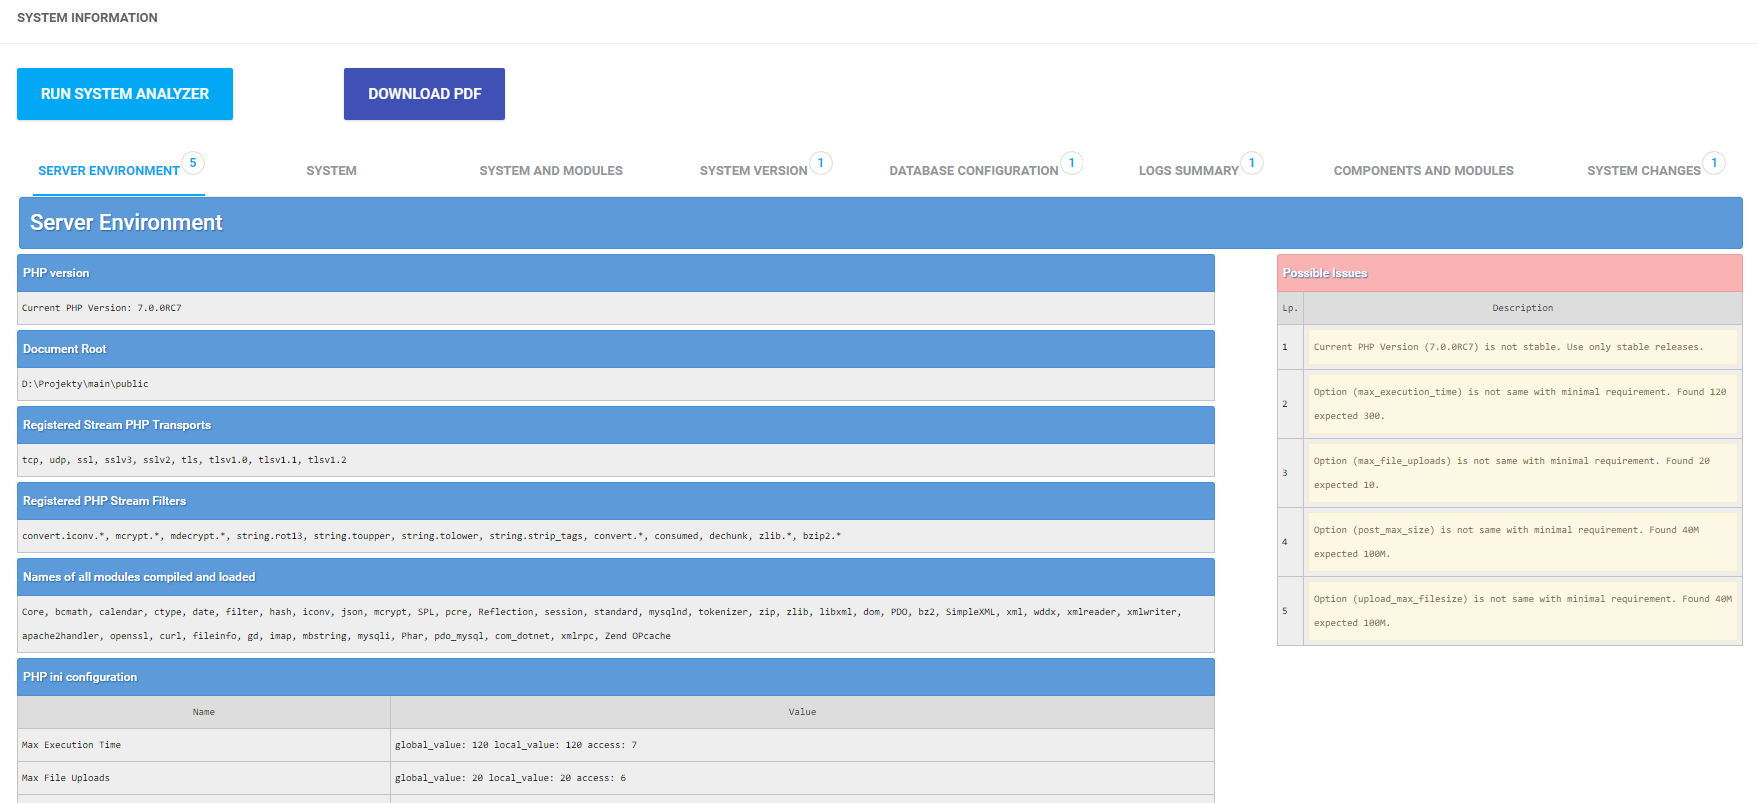 SYSTEM INFORMATION
RUN SYSTEM ANALYZER
DOWNLOAD PDF
SERVER ENVIRONMENT 5
SYSTEM
SYSTEM AND MODULES
SYSTEM VERSION 1
DATABASE CONFIGURATION 1
LOGS SUMMARY 1
COMPONENTS AND MODULES
SYSTEM CHANGES 1
Server Environment
PHP version
Current PHP Version: 7.0.0RC7
Document Root
D:\Projekty\main\public
Registered Stream PHP Transports
tcp, udp, ssl, sslv3, sslv2, tls, tlsv1.0, tlsv1.1, tlsv1.2
Registered PHP Stream Filters
convert.iconv.*, mcrypt.*, mdecrypt.*, string.rot13, string.toupper, string.tolower, string.strip_tags, convert.*, consumed, dechunk, zlib.*, bzip2.*
Names of all modules compiled and loaded
Core, bcmath, calendar, ctype, date, filter, hash, iconv, json, mcrypt, SPL, pcre, Reflection, session, standard, mysqlnd, tokenizer, zip, zlib, libxml, dom, PDO, bz2, SimpleXML, xml, wddx, xmlreader, xmlwriter,
apache2handler, openssl, curl, fileinfo, gd, imap, mbstring, mysqli, Phar, pdo_mysql, com_dotnet, xmlrpc, Zend OPcache
PHP ini configuration
Name Value
Max Execution Time global_value: 120 local_value: 120 access: 7
Max File Uploads global_value: 20 local_value: 20 access: 6
Possible Issues
Lp. Description
1 Current PHP Version (7.0.0RC7) is not stable. Use only stable releases.
2 Option (max_execution_time) is not same with minimal requirement. Found 120
expected 300.
3 Option (max_file_uploads) is not same with minimal requirement. Found 20
expected 10.
4 Option (post_max_size) is not same with minimal requirement. Found 40M
expected 100M.
5 Option (upload_max_filesize) is not same with minimal requirement. Found 40M
expected 100M.